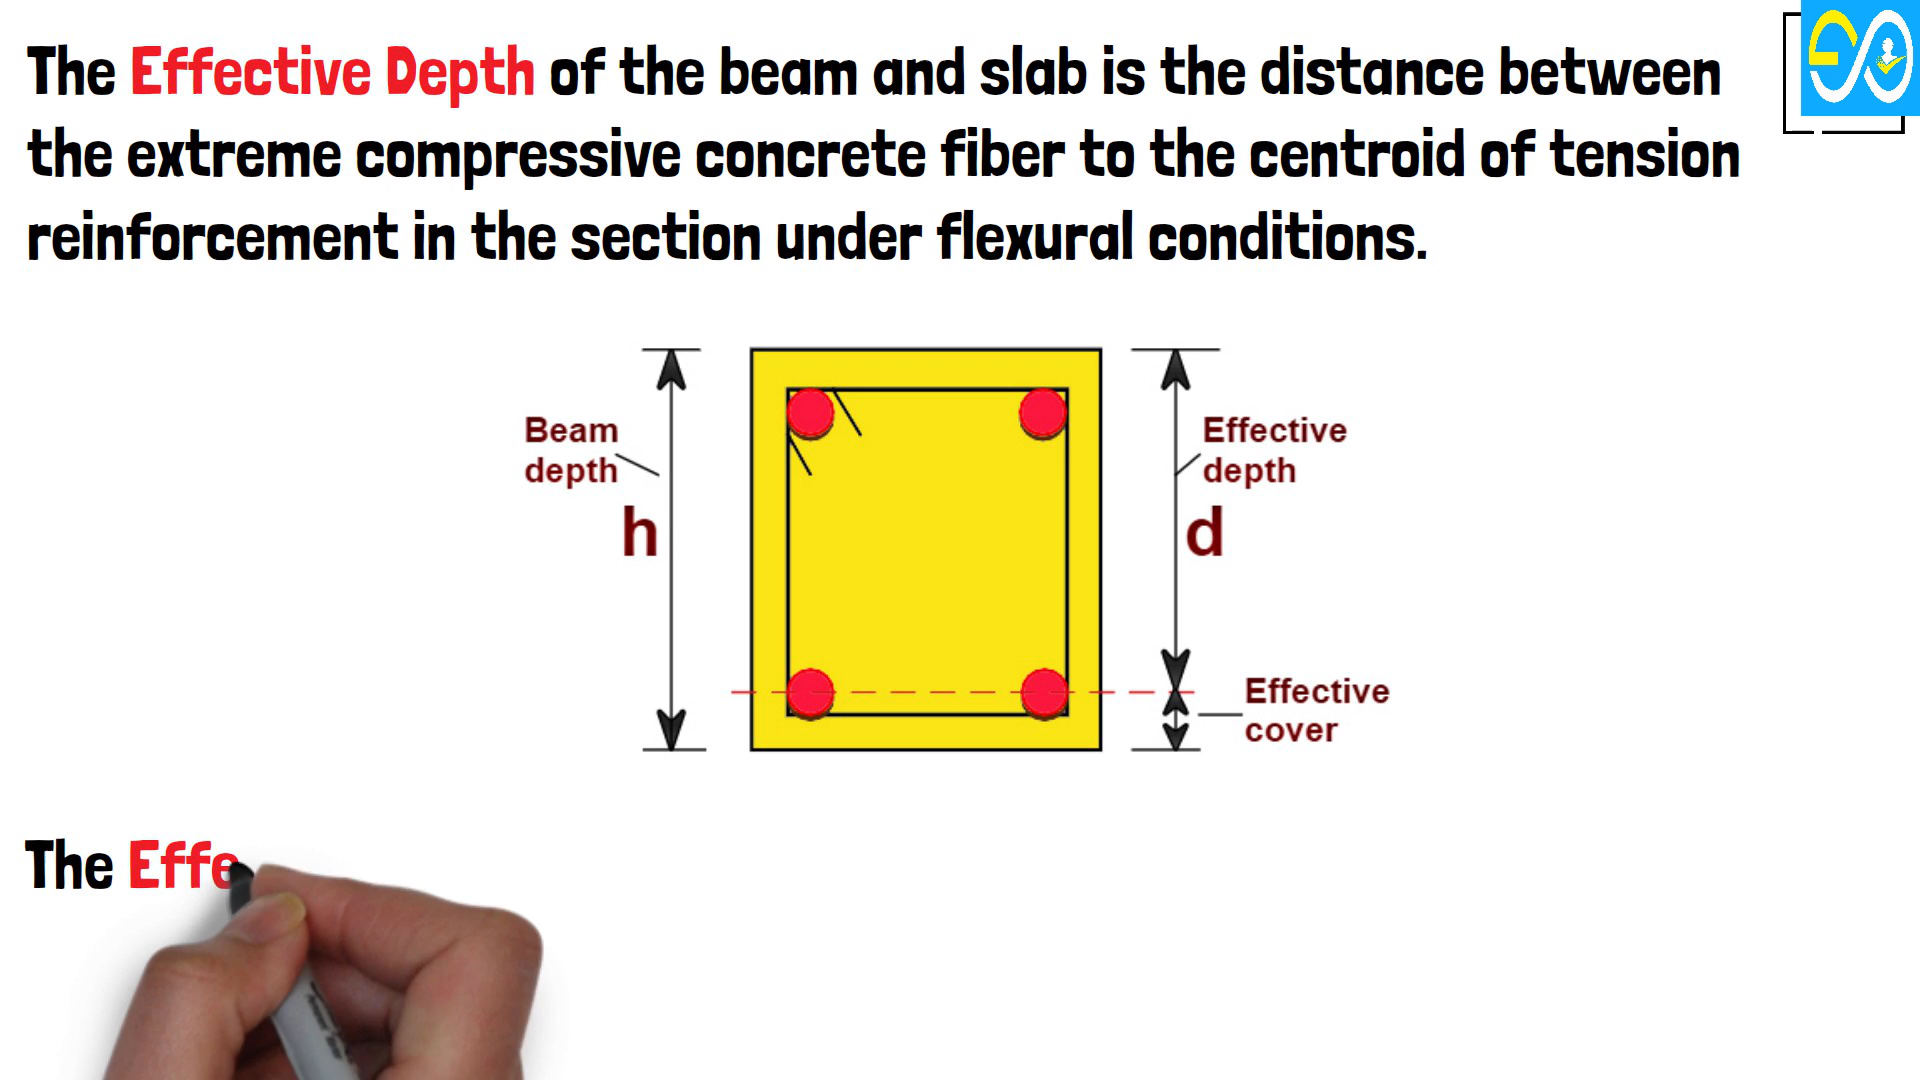 The Effective Depth of the beam and slab is the distance between
the extreme compressive concrete fiber to the centroid of tension
reinforcement in the section under flexural conditions.
Beam
depth
h
Effective
depth
d
Effective
cover
The Effe